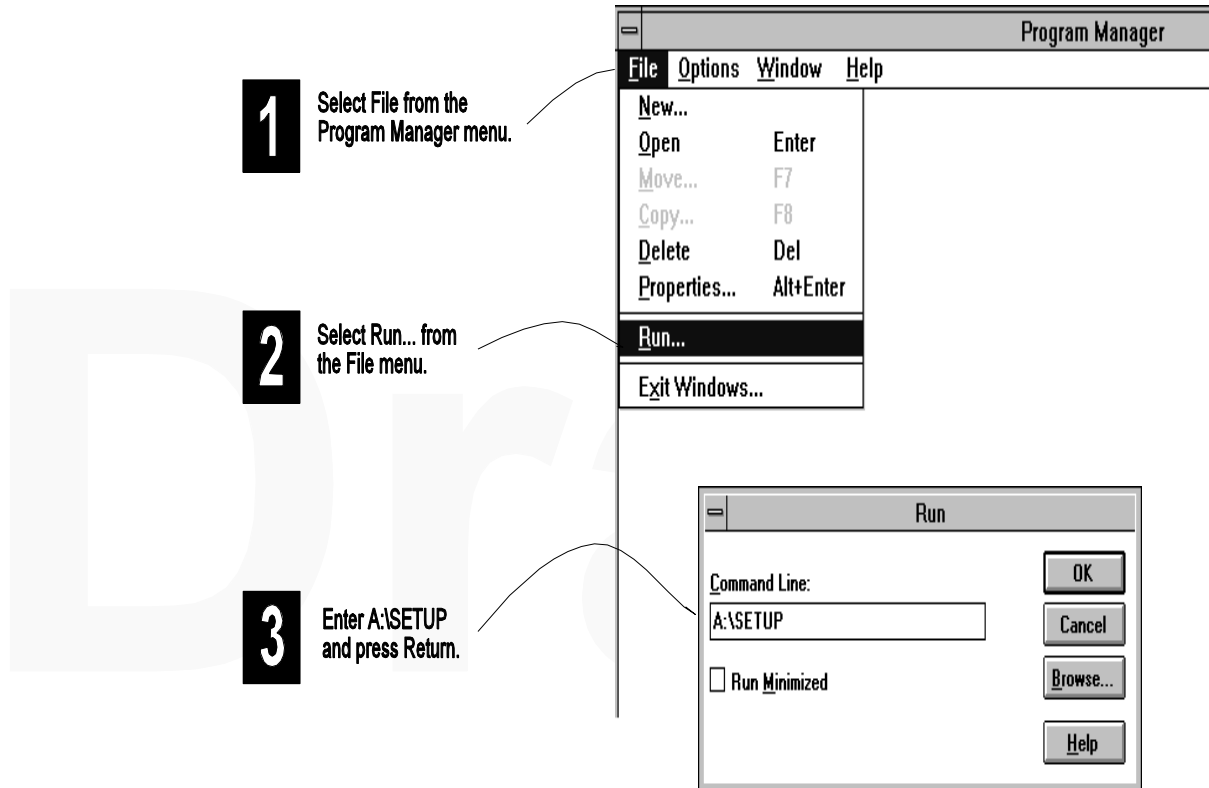 Program Manager
File Options Window Help
1
Select File from the
Program Manager menu.
New...
Open Enter
Move... F7
Copy... F8
Delete Del
Properties... Alt+Enter
2
Select Run... from
the File menu.
Run...
Exit Windows...
Run
Command Line:
A:\SETUP
Run Minimized
OK
Cancel
Browse...
Help
3
Enter A:\SETUP
and press Return.
Dra